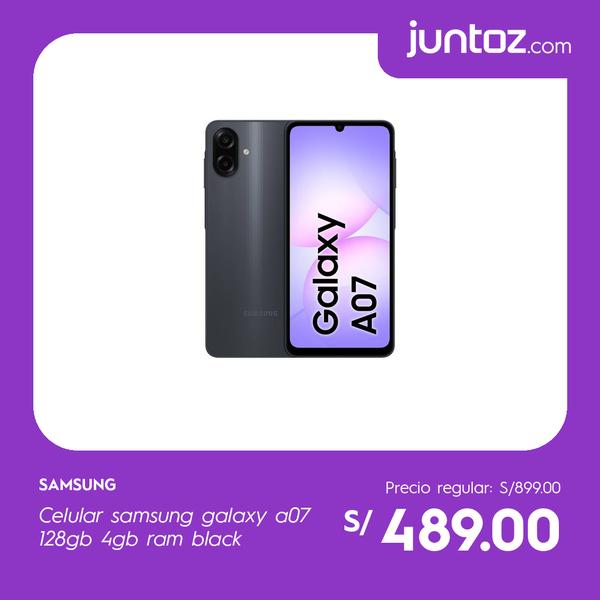 juntoz.com
Galaxy
A07
SAMSUNG
SAMSUNG
Celular samsung galaxy a07
128gb 4gb ram black
Precio regular: S/899.00
S/ 489.00